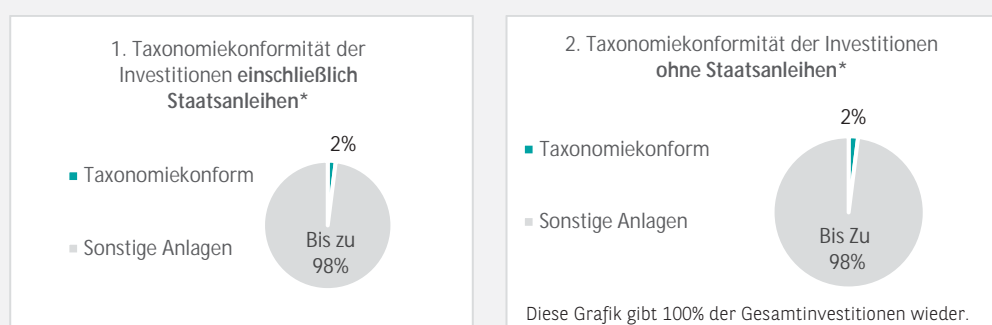 1. Taxonomiekonformität der
Investitionen einschließlich
Staatsanleihen*
2%
Taxonomiekonform
Sonstige Anlagen
Bis zu
98%
2. Taxonomiekonformität der Investitionen
ohne Staatsanleihen*
2%
Taxonomiekonform
Sonstige Anlagen
Bis Zu
98%
Diese Grafik gibt 100% der Gesamtinvestitionen wieder.